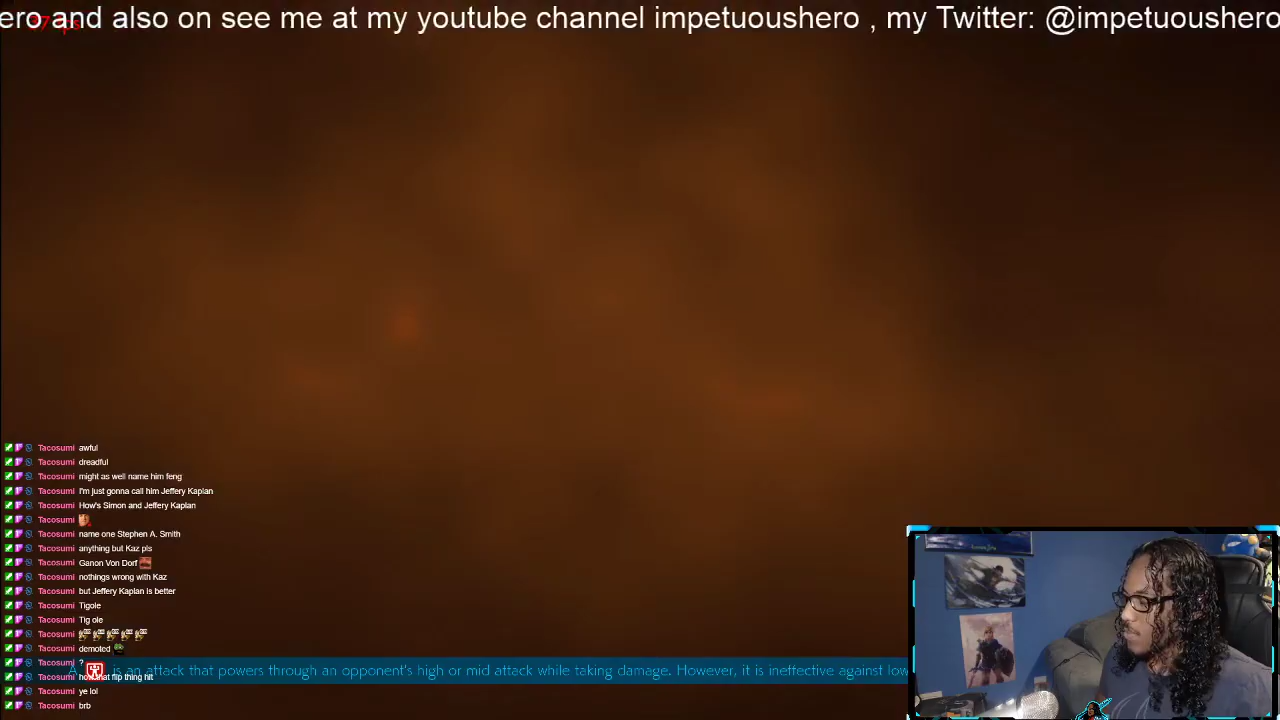 ero and also on see me at my youtube channel impetuoushero , my Twitter: @impetuoushero
Tacosumi awful
Tacosumi dreadful
Tacosumi might as well name him feng
Tacosumi I'm just gonna call him Jeffery Kaplan
Tacosumi How's Simon and Jeffery Kaplan
Tacosumi
Tacosumi name one Stephen A. Smith
Tacosumi anything but Kaz pls
Tacosumi Ganon Von Dorf
Tacosumi nothings wrong with Kaz
Tacosumi but Jeffery Kaplan is better
Tacosumi Tigole
Tacosumi Tig ole
Tacosumi
Tacosumi demoted
Tacosumi ?
A is an attack that powers through an opponent's high or mid attack while taking damage. However, it is ineffective against low
Tacosumi that flip thing hit
Tacosumi ye lol
Tacosumi brb